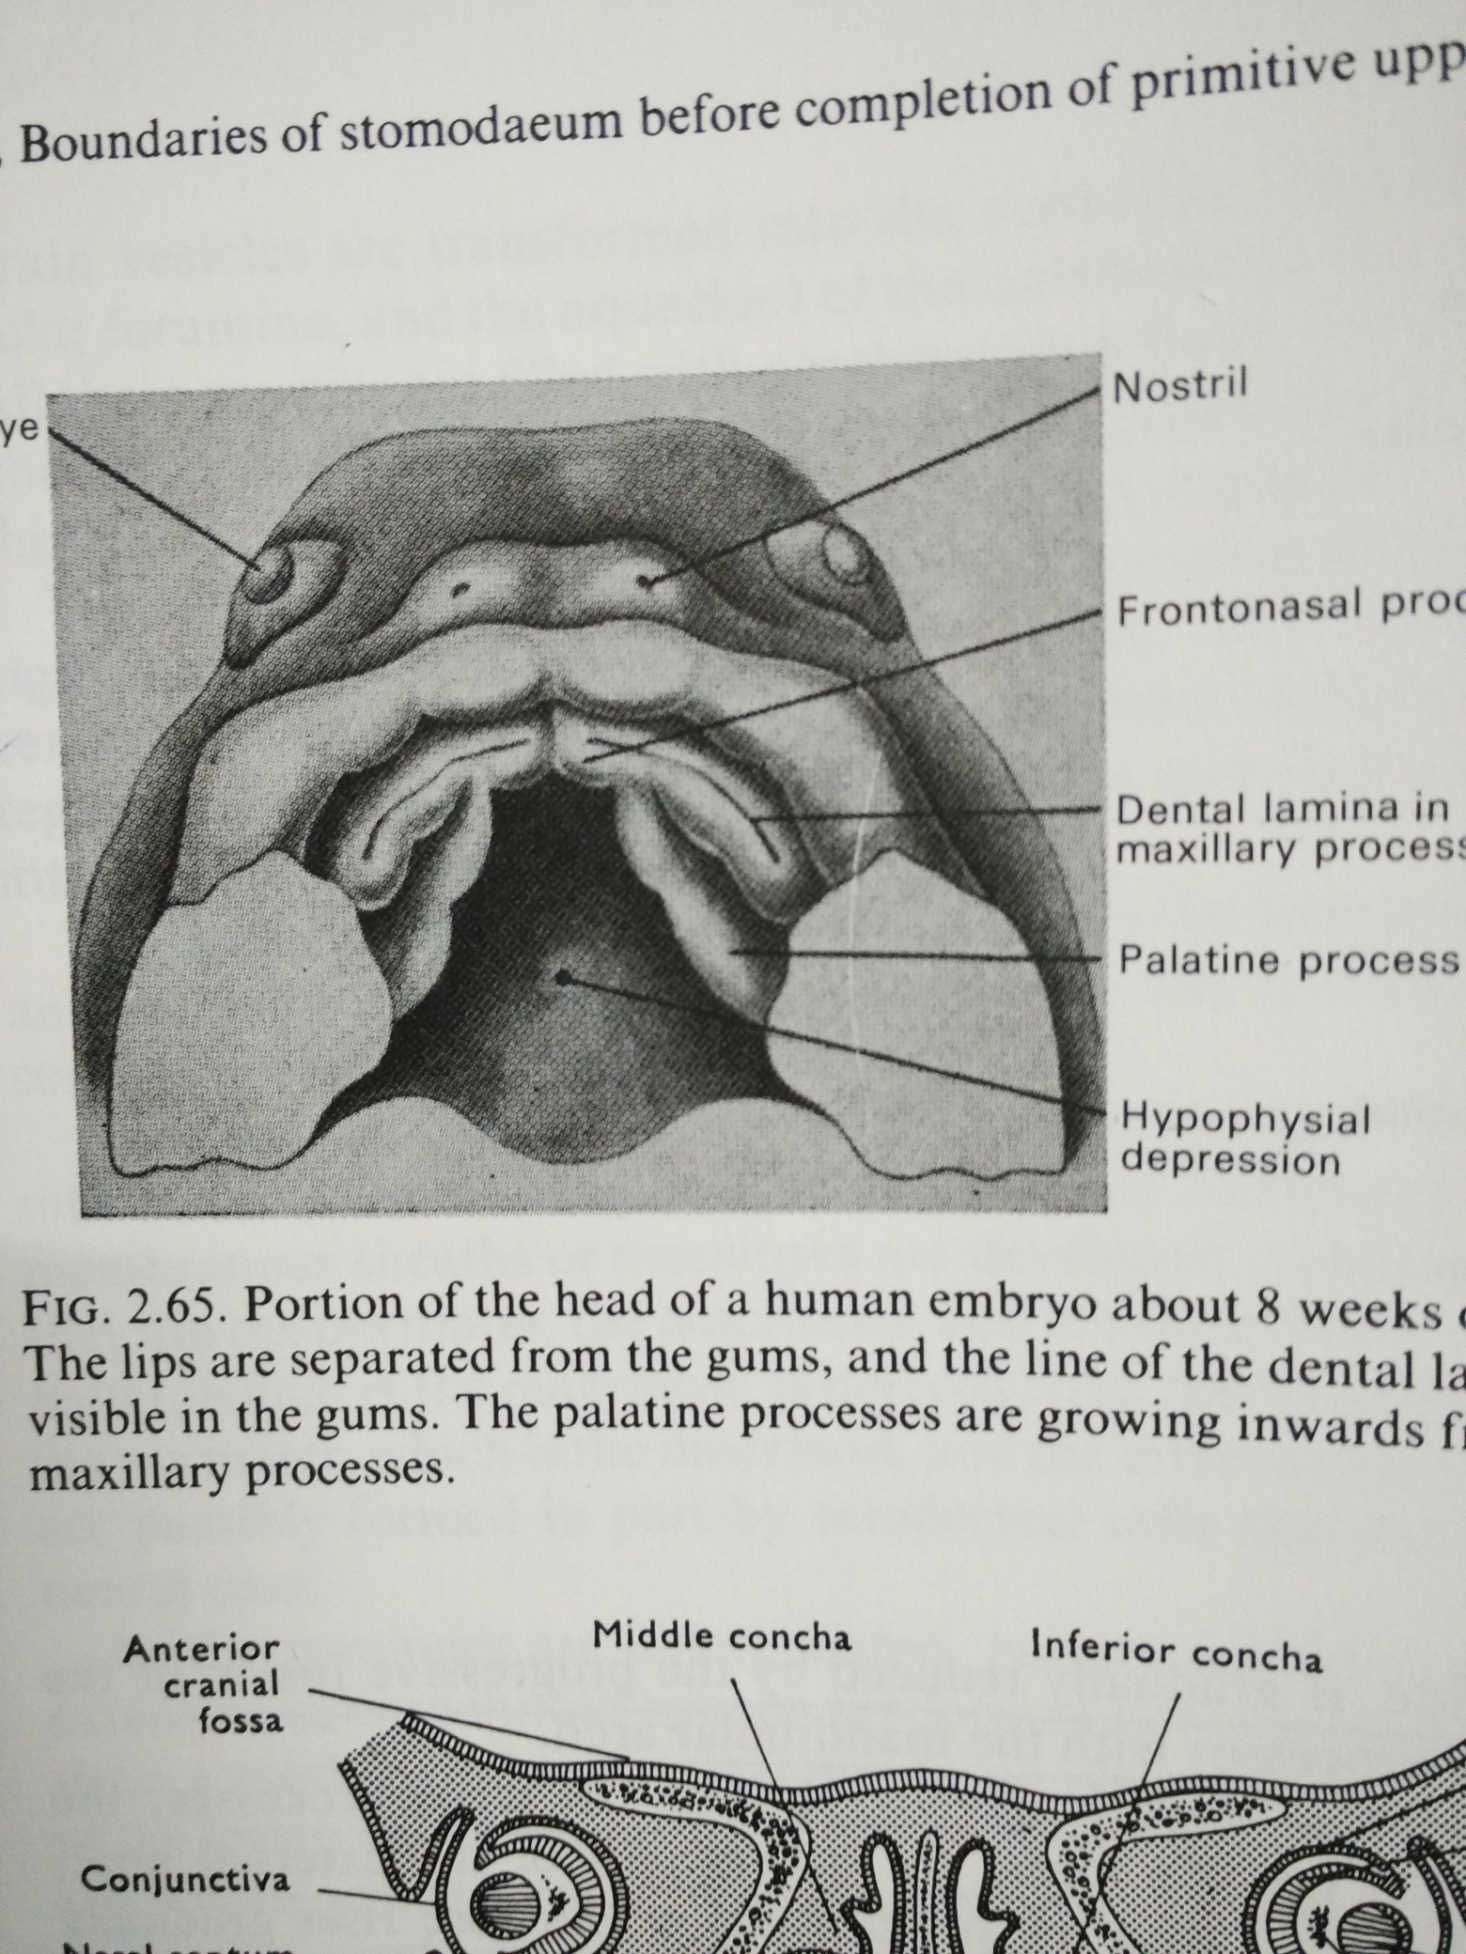 Boundaries of stomodaeum before completion of primitive upp
ye
Nostril
Frontonasal proc
Dental lamina in
maxillary process
Palatine process
Hypophysial
depression
FIG. 2.65. Portion of the head of a human embryo about 8 weeks
The lips are separated from the gums, and the line of the dental la
visible in the gums. The palatine processes are growing inwards fr
maxillary processes.
Anterior
cranial
fossa
Middle concha
Inferior concha
Conjunctiva